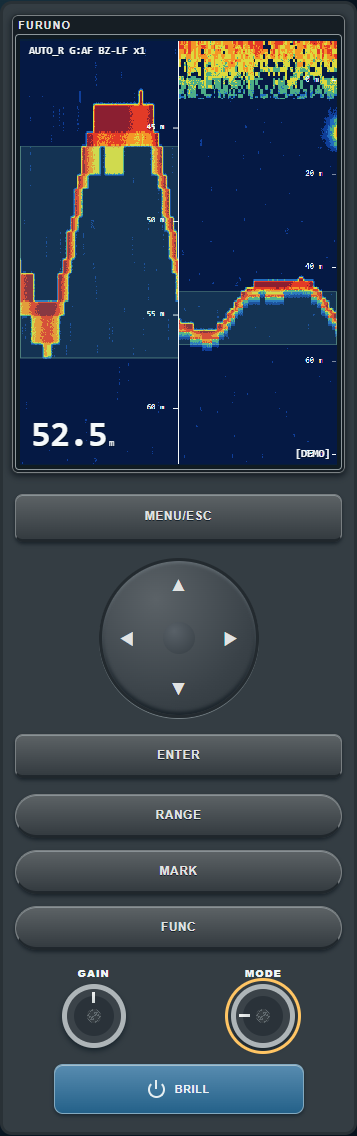 FURUNO
AUTO_R G:AF BZ-LF x1
45 m
50 m
55 m
60 m
20 m
40 m
60 m
52.5m
[DEMO]
MENU/ESC
ENTER
RANGE
MARK
FUNC
GAIN
MODE
BRILL